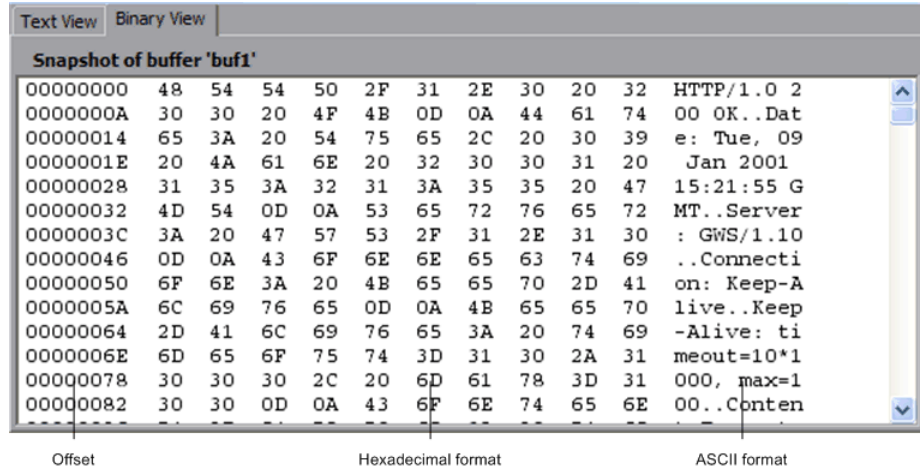 Text View Binary View
Snapshot of buffer 'buf1'
00000000 48 54 54 50 2F 31 2E 30 20 32 HTTP/1.0 2
0000000A 30 30 20 4F 4B 0D 0A 44 61 74 00 OK..Dat
00000014 65 3A 20 54 75 65 2C 20 30 39 e: Tue, 09
0000001E 20 4A 61 6E 20 32 30 30 31 20 Jan 2001
00000028 31 35 3A 32 31 3A 35 35 20 47 15:21:55 G
00000032 4D 54 0D 0A 53 65 72 76 65 72 MT..Server
0000003C 3A 20 47 57 53 2F 31 2E 31 30 : GWS/1.10
00000046 0D 0A 43 6F 6E 6E 65 63 74 69 ..Connecti
00000050 6F 6E 3A 20 4B 65 65 70 2D 41 on: Keep-A
0000005A 6C 69 76 65 0D 0A 4B 65 65 70 live..Keep
00000064 2D 41 6C 69 76 65 3A 20 74 69 -Alive: ti
0000006E 6D 65 6F 75 74 3D 31 30 2A 31 meout=10*1
00000078 30 30 30 2C 20 6D 61 78 3D 31 000, max=1
00000082 30 30 0D 0A 43 6F 6E 74 65 6E 00..Conten
Offset Hexadecimal format ASCII format